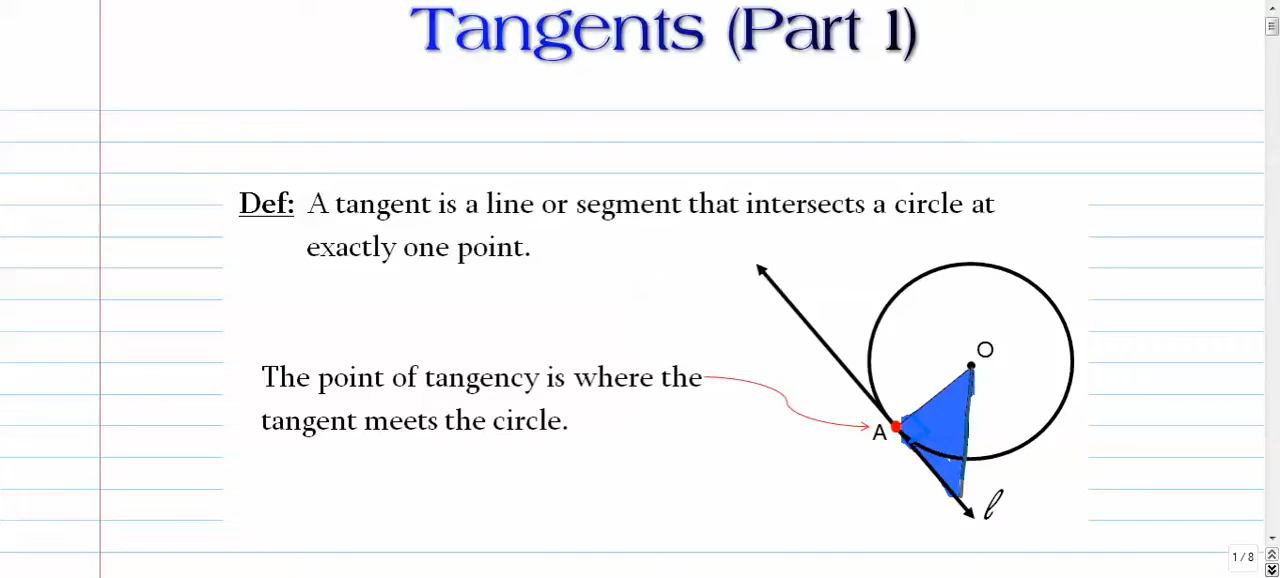 Tangents (Part 1)
Def: A tangent is a line or segment that intersects a circle at
exactly one point.
O
The point of tangency is where the
tangent meets the circle.
A
ℓ
1 / 8